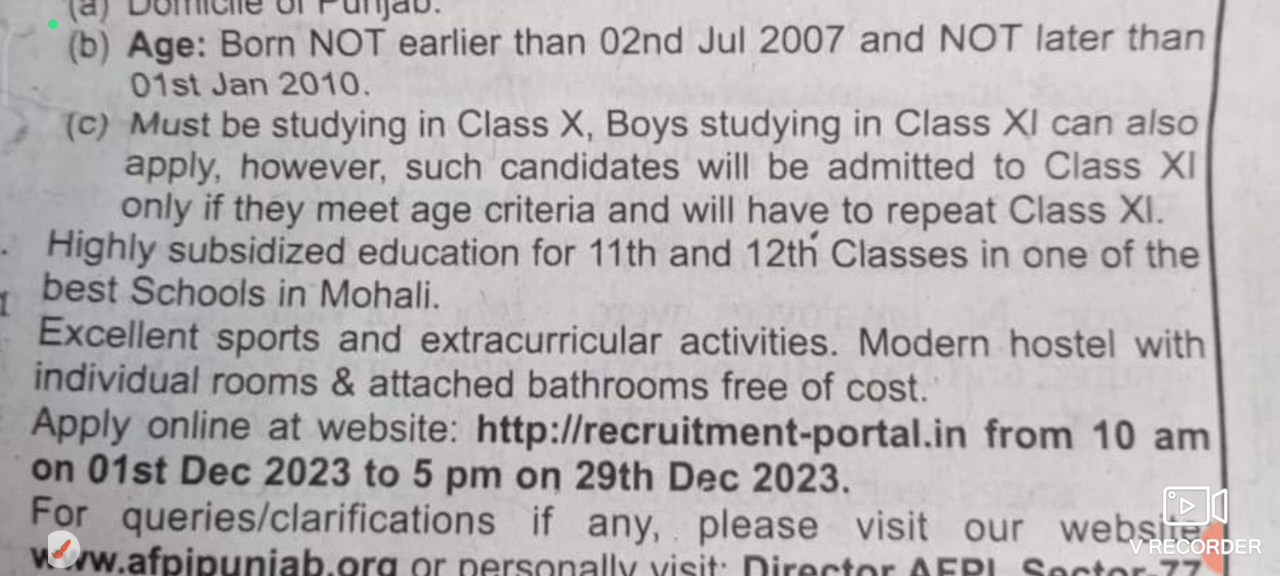 (a) Domicile of Punjab.
(b) Age: Born NOT earlier than 02nd Jul 2007 and NOT later than
01st Jan 2010.
(c) Must be studying in Class X, Boys studying in Class XI can also
apply, however, such candidates will be admitted to Class XI
only if they meet age criteria and will have to repeat Class XI.
Highly subsidized education for 11th and 12th Classes in one of the
best Schools in Mohali.
Excellent sports and extracurricular activities. Modern hostel with
individual rooms & attached bathrooms free of cost.
Apply online at website: http://recruitment-portal.in from 10 am
on 01st Dec 2023 to 5 pm on 29th Dec 2023.
For queries/clarifications if any, please visit our website
www.afpipunjab.org or personally visit: Director AFPI, Sector-77
V RECORDER